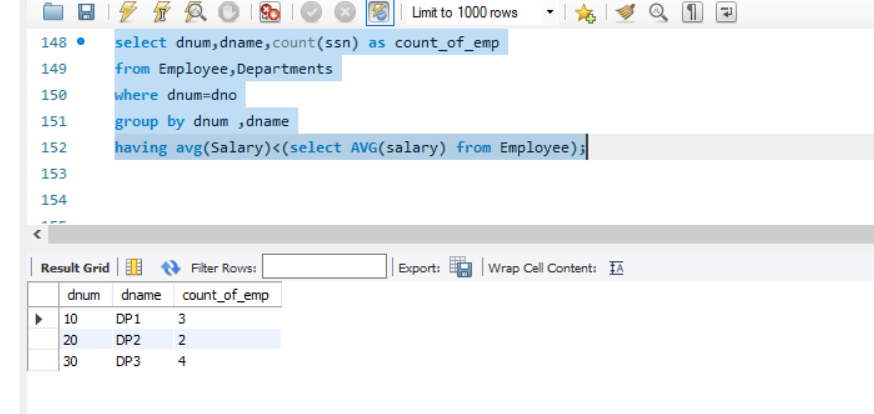 Limit to 1000 rows
148 select dnum,dname,count(ssn) as count_of_emp
149 from Employee,Departments
150 where dnum=dno
151 group by dnum ,dname
152 having avg(Salary)<(select AVG(salary) from Employee);
153
154
Result Grid Filter Rows: Export: Wrap Cell Content: IA
dnum dname count_of_emp
10 DP1 3
20 DP2 2
30 DP3 4